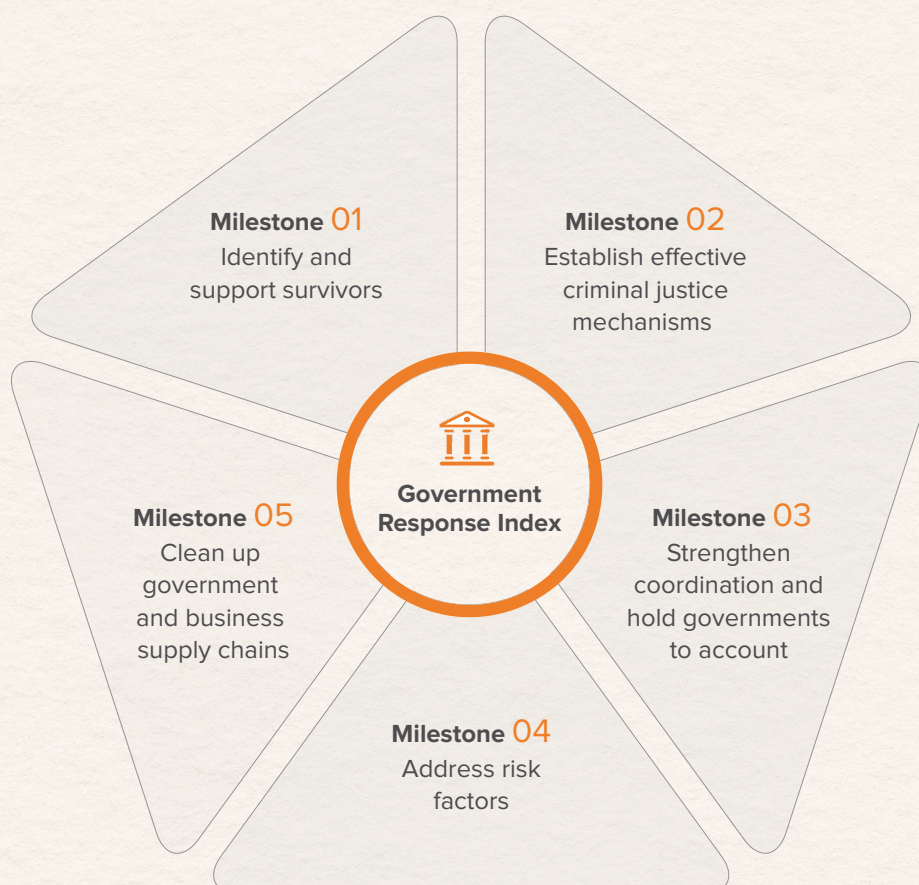 Milestone 01
Identify and
support survivors
Milestone 02
Establish effective
criminal justice
mechanisms
Government
Response Index
Milestone 05
Clean up
government
and business
supply chains
Milestone 03
Strengthen
coordination and
hold governments
to account
Milestone 04
Address risk
factors